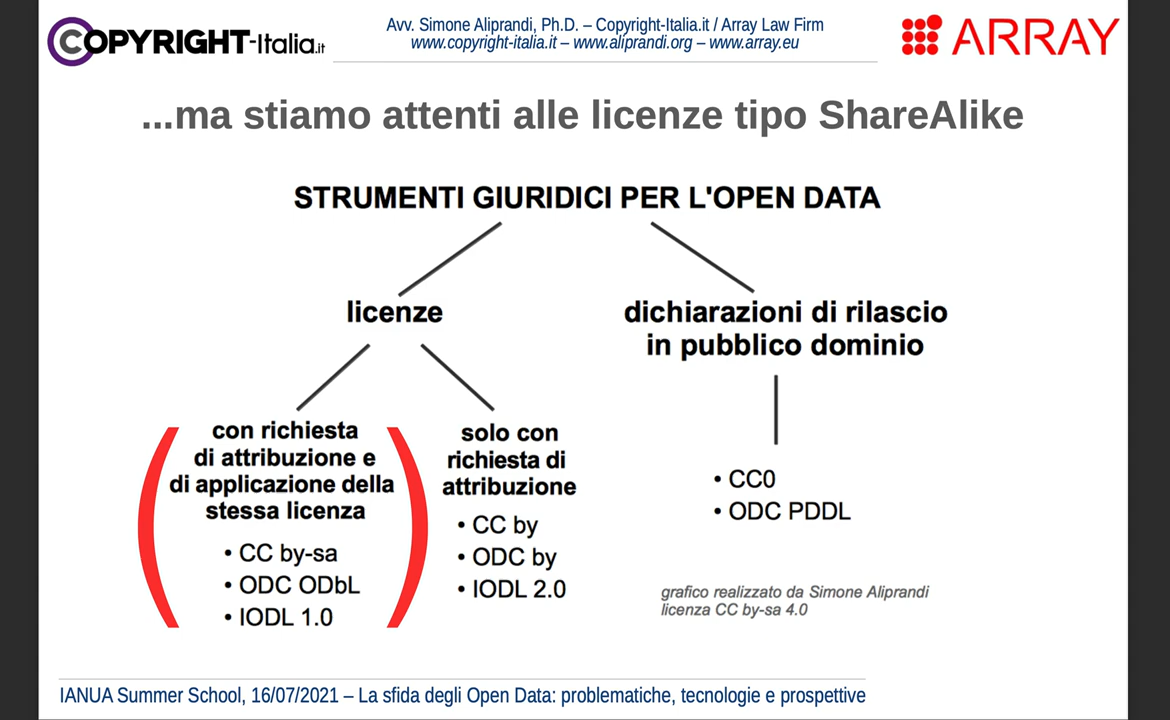 COPYRIGHT-Italia.it
Avv. Simone Aliprandi, Ph.D. – Copyright-Italia.it / Array Law Firm
www.copyright-italia.it – www.aliprandi.org – www.array.eu
ARRAY
...ma stiamo attenti alle licenze tipo ShareAlike
STRUMENTI GIURIDICI PER L'OPEN DATA
licenze
dichiarazioni di rilascio
in pubblico dominio
con richiesta
di attribuzione e
di applicazione della
stessa licenza
• CC by-sa
• ODC ODbL
• IODL 1.0
solo con
richiesta di
attribuzione
• CC by
• ODC by
• IODL 2.0
• CC0
• ODC PDDL
grafico realizzato da Simone Aliprandi
licenza CC by-sa 4.0
IANUA Summer School, 16/07/2021 – La sfida degli Open Data: problematiche, tecnologie e prospettive